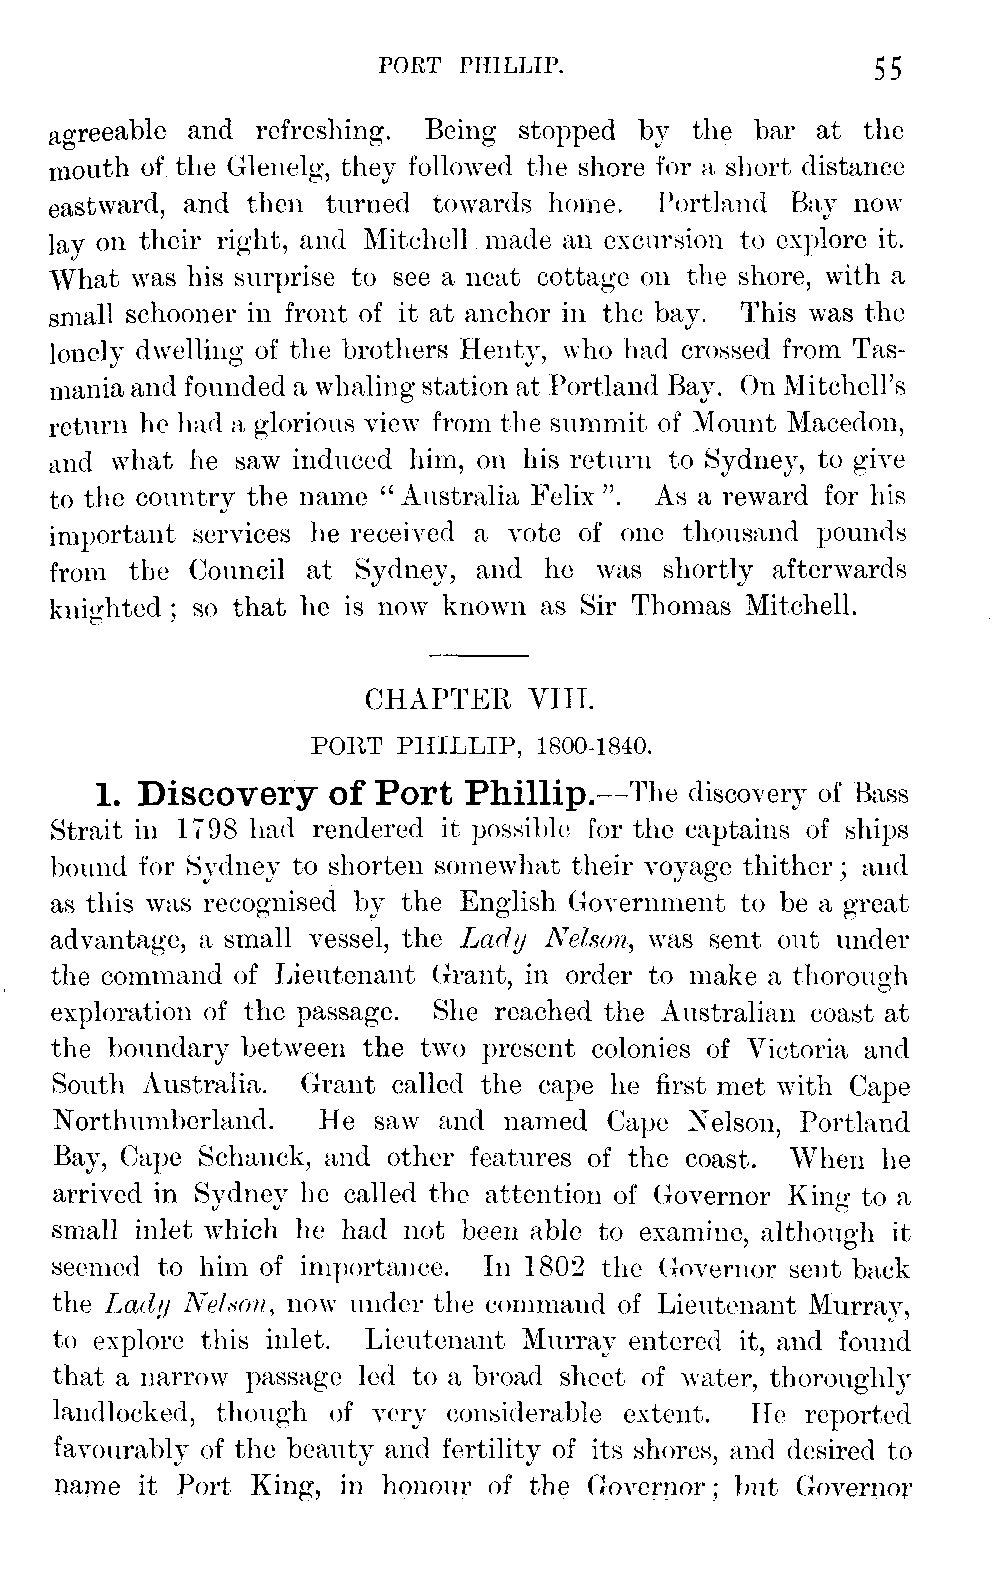 PORT PHILLIP. 55
agreeable and refreshing. Being stopped by the bar at the
mouth of the Glenelg, they followed the shore for a short distance
eastward, and then turned towards home. Portland Bay now
lay on their right, and Mitchell made an excursion to explore it.
What was his surprise to see a neat cottage on the shore, with a
small schooner in front of it at anchor in the bay. This was the
lonely dwelling of the brothers Henty, who had crossed from Tas-
mania and founded a whaling station at Portland Bay. On Mitchell's
return he had a glorious view from the summit of Mount Macedon,
and what he saw induced him, on his return to Sydney, to give
to the country the name "Australia Felix". As a reward for his
important services he received a vote of one thousand pounds
from the Council at Sydney, and he was shortly afterwards
knighted; so that he is now known as Sir Thomas Mitchell.
CHAPTER VIII.
PORT PHILLIP, 1800-1840.
1. Discovery of Port Phillip.—The discovery of Bass
Strait in 1798 had rendered it possible for the captains of ships
bound for Sydney to shorten somewhat their voyage thither; and
as this was recognised by the English Government to be a great
advantage, a small vessel, the Lady Nelson, was sent out under
the command of Lieutenant Grant, in order to make a thorough
exploration of the passage. She reached the Australian coast at
the boundary between the two present colonies of Victoria and
South Australia. Grant called the cape he first met with Cape
Northumberland. He saw and named Cape Nelson, Portland
Bay, Cape Schanck, and other features of the coast. When he
arrived in Sydney he called the attention of Governor King to a
small inlet which he had not been able to examine, although it
seemed to him of importance. In 1802 the Governor sent back
the Lady Nelson, now under the command of Lieutenant Murray,
to explore this inlet. Lieutenant Murray entered it, and found
that a narrow passage led to a broad sheet of water, thoroughly
landlocked, though of very considerable extent. He reported
favourably of the beauty and fertility of its shores, and desired to
name it Port King, in honour of the Governor; but Governor